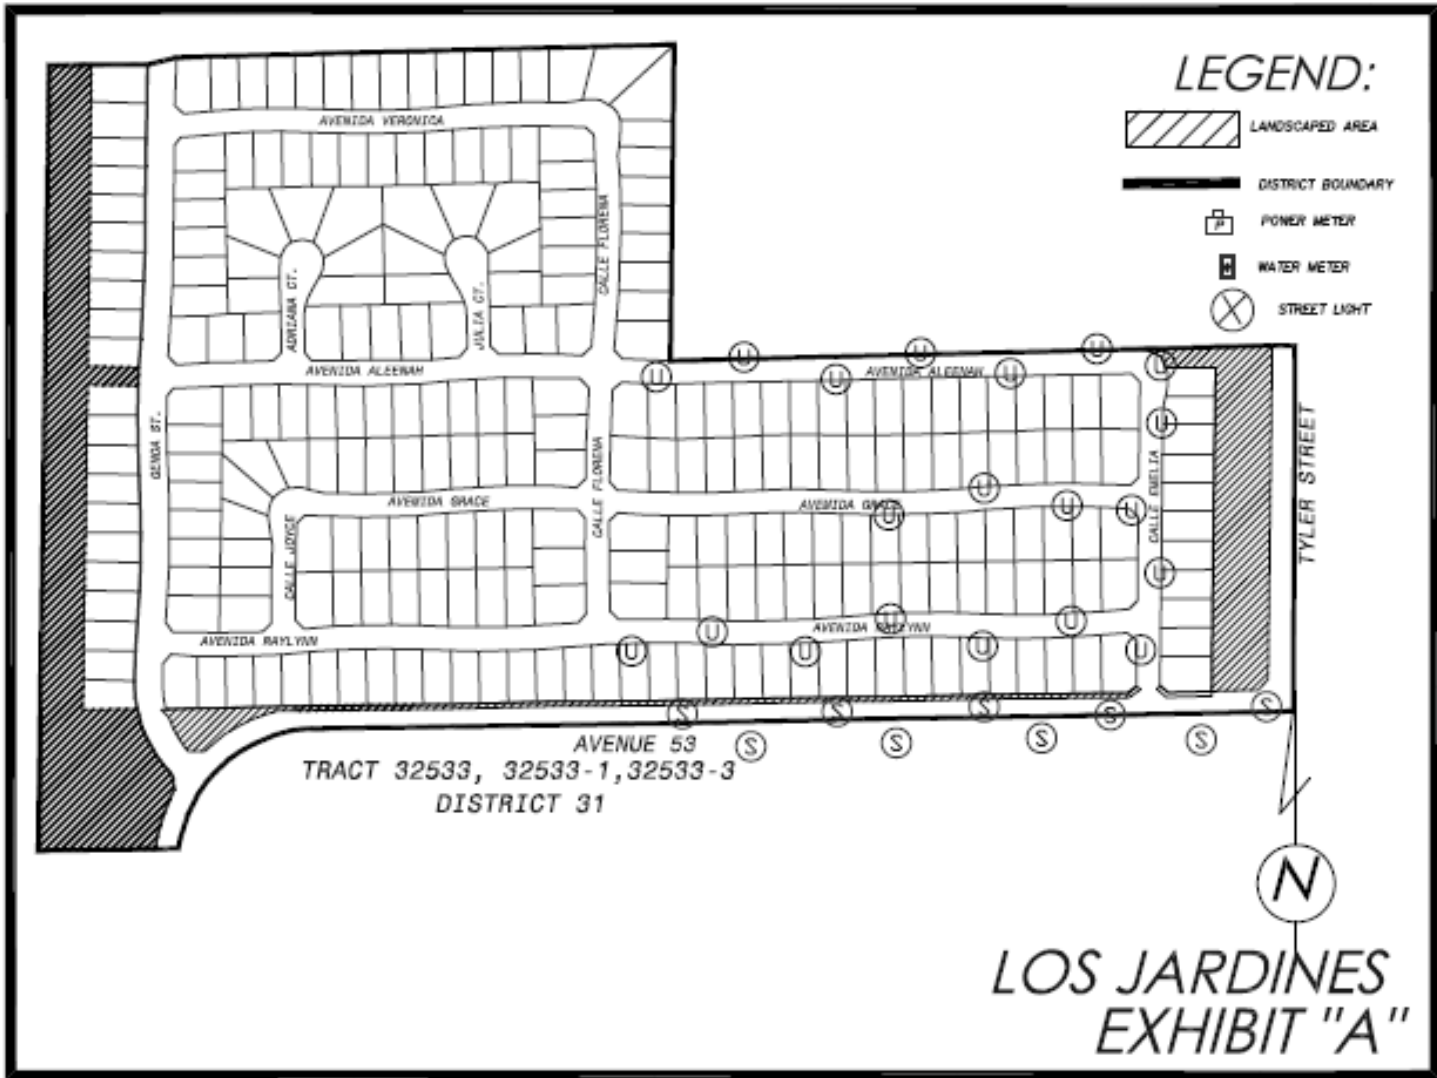 LEGEND:
LANDSCAPED AREA
DISTRICT BOUNDARY
P
POWER METER
WATER METER
STREET LIGHT
AVENIDA VERONICA
CALLE FLORENA
ADRIANA CT.
JULIA CT.
AVENIDA ALEENAH
U
U
U
U
U
U
U
AVENIDA ALEENAH
U
GENOA ST.
CALLE FLORENA
CALLE EMELIA
TYLER STREET
AVENIDA GRACE
AVENIDA GRACE
U
U
U
U
CALLE JOYCE
U
AVENIDA RAYLYNN
AVENIDA RAYLYNN
U
U
U
U
U
U
U
S
S
S
S
S
S
S
S
S
AVENUE 53
TRACT 32533, 32533-1,32533-3
DISTRICT 31
N
LOS JARDINES
EXHIBIT "A"